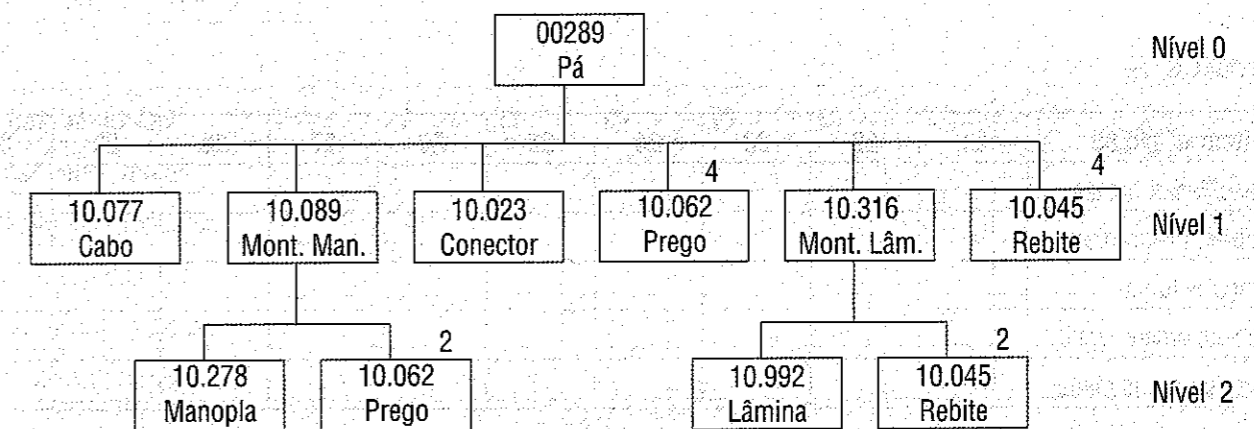 00289
Pá
Nível 0
4
4
10.077
Cabo
10.089
Mont. Man.
10.023
Conector
10.062
Prego
10.316
Mont. Lâm.
10.045
Rebite
Nível 1
2
2
10.278
Manopla
10.062
Prego
10.992
Lâmina
10.045
Rebite
Nível 2